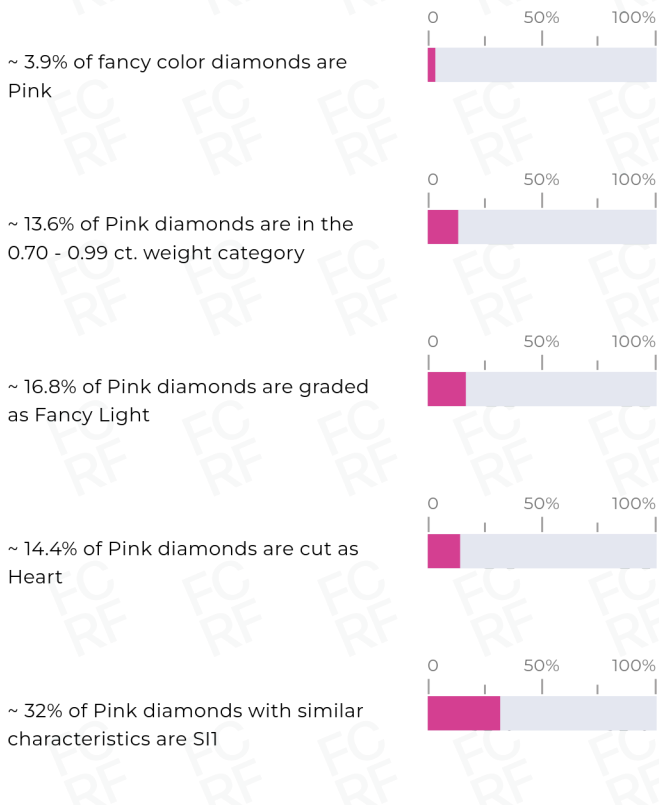 0 50% 100%
~ 3.9% of fancy color diamonds are
Pink
0 50% 100%
~ 13.6% of Pink diamonds are in the
0.70 - 0.99 ct. weight category
0 50% 100%
~ 16.8% of Pink diamonds are graded
as Fancy Light
0 50% 100%
~ 14.4% of Pink diamonds are cut as
Heart
0 50% 100%
~ 32% of Pink diamonds with similar
characteristics are SI1
FC
RF